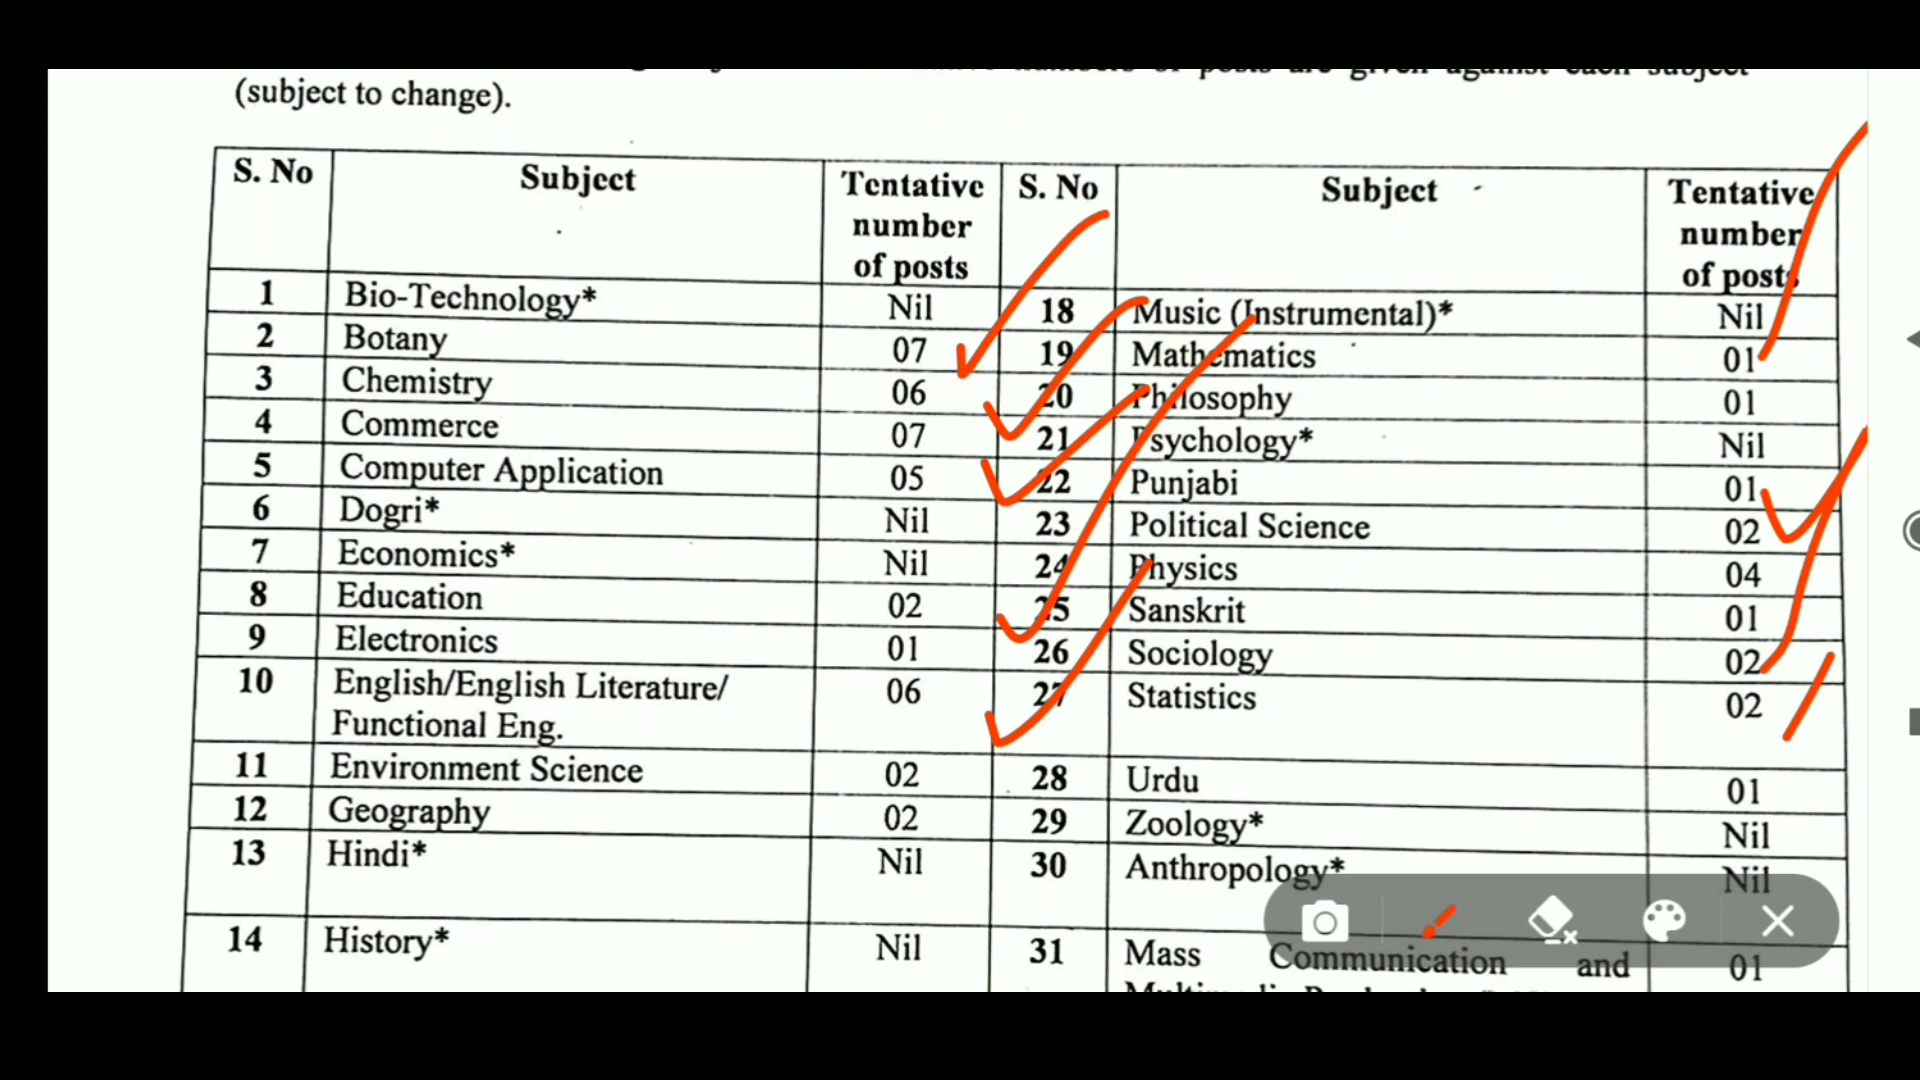 (subject to change).
S. No Subject Tentative number of posts S. No Subject Tentative number of posts
1 Bio-Technology* Nil 18 Music (Instrumental)* Nil
2 Botany 07 19 Mathematics 01
3 Chemistry 06 20 Philosophy 01
4 Commerce 07 21 Psychology* Nil
5 Computer Application 05 22 Punjabi 01
6 Dogri* Nil 23 Political Science 02
7 Economics* Nil 24 Physics 04
8 Education 02 25 Sanskrit 01
9 Electronics 01 26 Sociology 02
10 English/English Literature/ 06 27 Statistics 02
Functional Eng.
11 Environment Science 02 28 Urdu 01
12 Geography 02 29 Zoology* Nil
13 Hindi* Nil 30 Anthropology* Nil
14 History* Nil 31 Mass Communication and 01